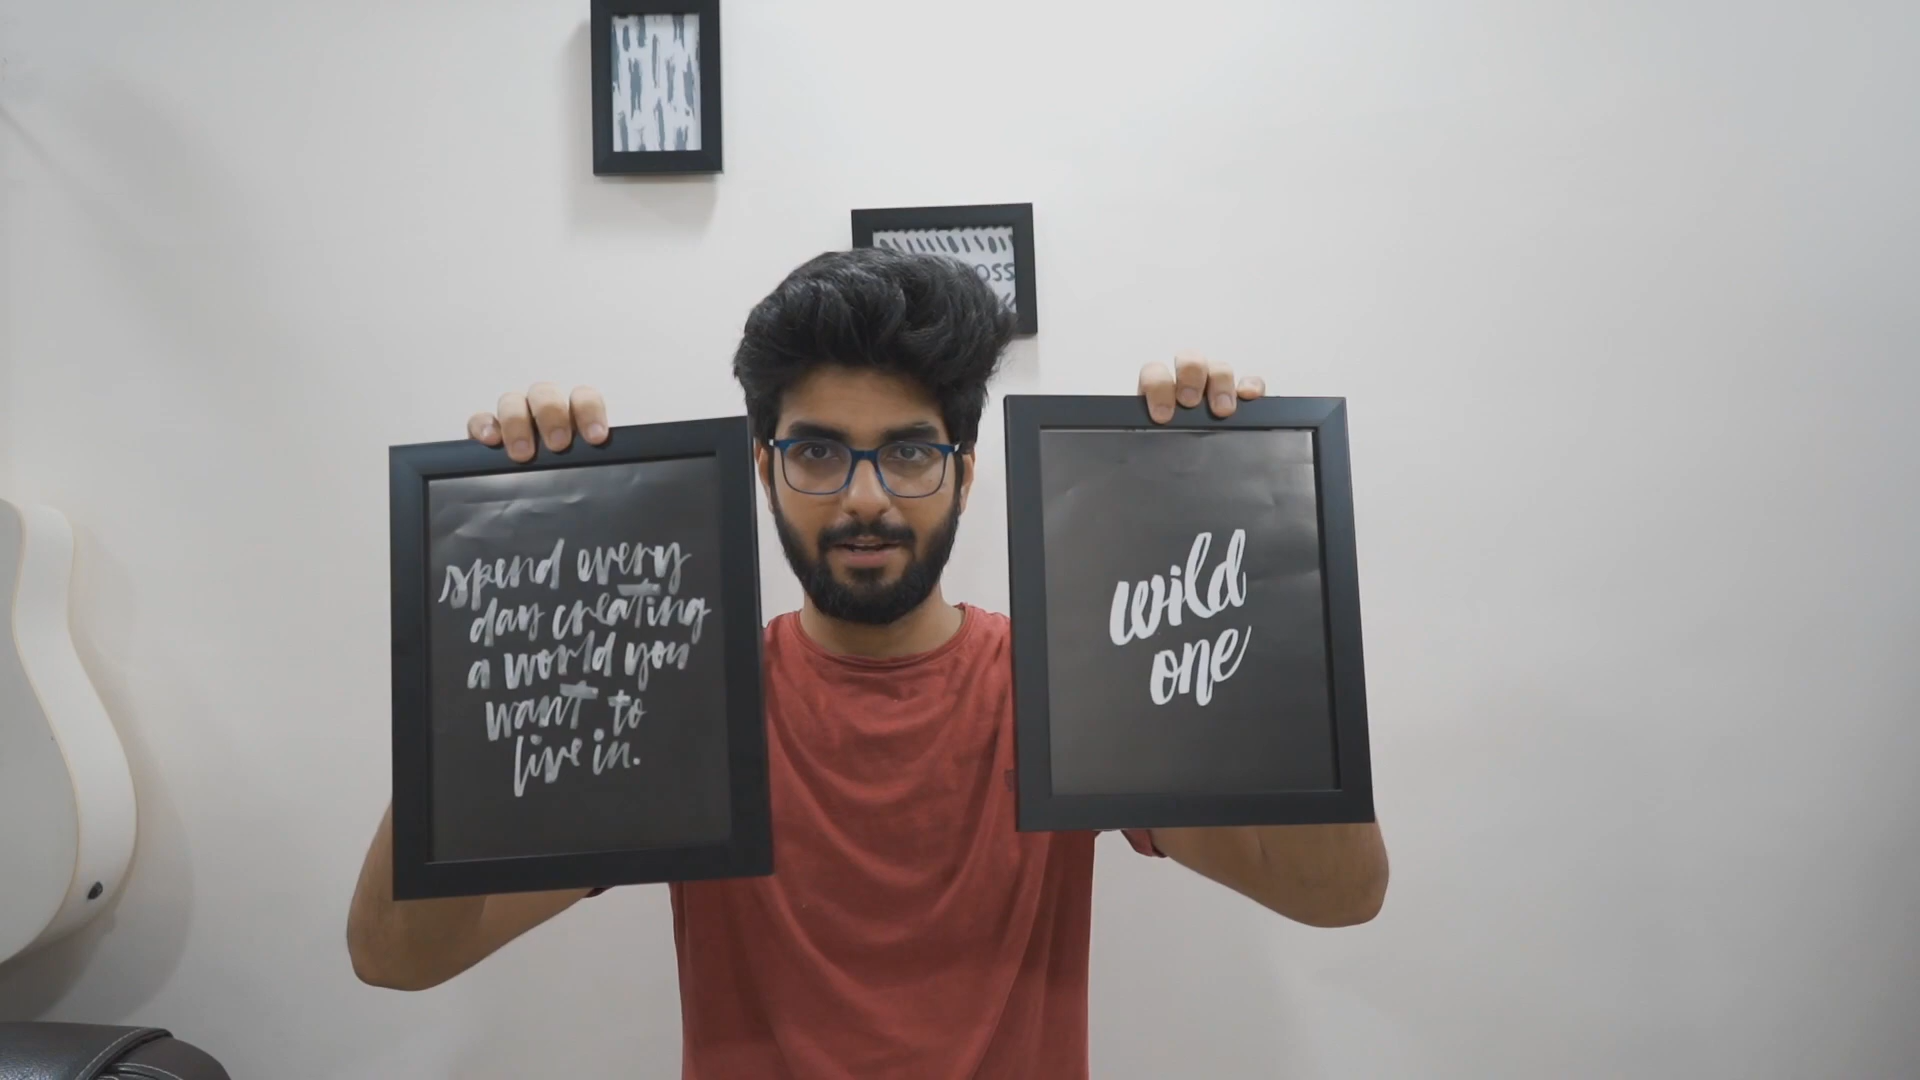 spend every
day creating
a world you
want to
live in.
wild
one